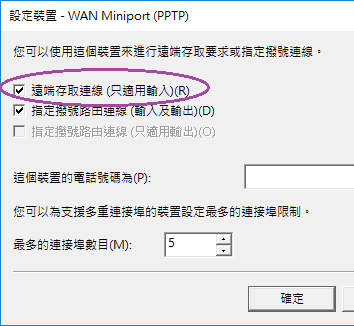 設定裝置 - WAN Miniport (PPTP)
您可以使用這個裝置來進行遠端存取要求或指定撥號連線。
遠端存取連線 (只適用輸入)(R)
指定撥號路由連線 (輸入及輸出)(D)
指定撥號路由連線 (只適用輸出)(O)
這個裝置的電話號碼為(P):
您可以為支援多重連接埠的裝置設定最多的連接埠限制。
最多的連接埠數目(M): 5
確定